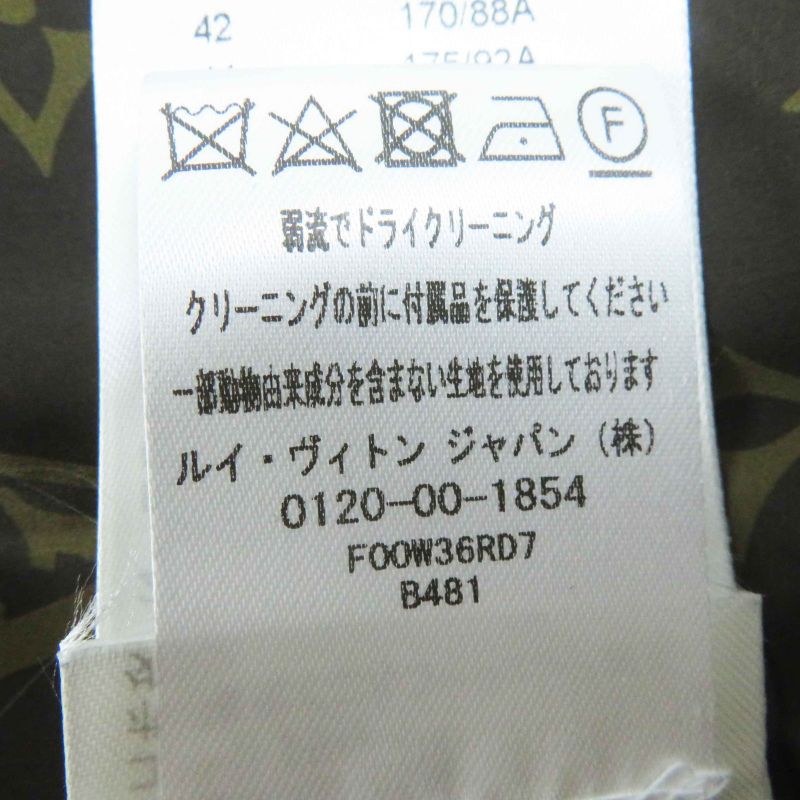 42 170/88A
175/92A
F
弱流でドライクリーニング
クリーニングの前に付属品を保護してください
一部動物由来成分を含まない生地を使用しております
ルイ・ヴィトン ジャパン (株)
0120-00-1854
F00W36RD7
B481